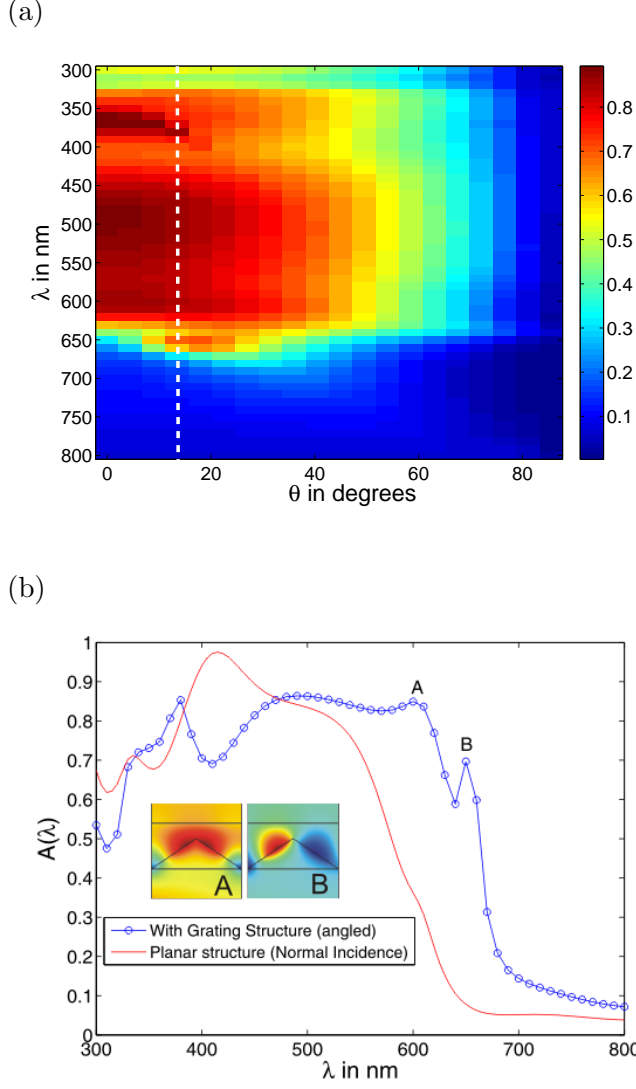 (a)
300
350
400
450
500
550
600
650
700
750
800
λ in nm
0 20 40 60 80
θ in degrees
0.8
0.7
0.6
0.5
0.4
0.3
0.2
0.1
(b)
1
0.9
0.8
0.7
0.6
0.5
0.4
0.3
0.2
0.1
0
A(λ)
A
B
A B
With Grating Structure (angled)
Planar structure (Normal Incidence)
300 400 500 600 700 800
λ in nm